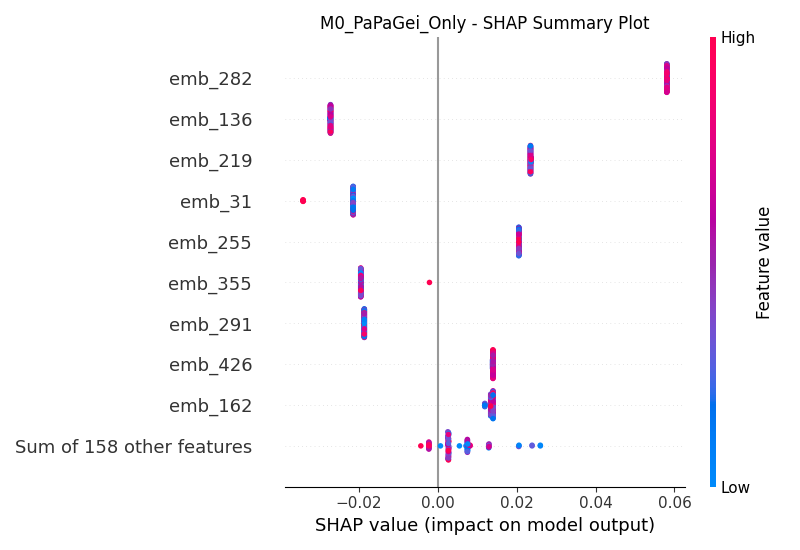 M0_PaPaGei_Only - SHAP Summary Plot
High
emb_282
emb_136
emb_219
emb_31
emb_255
emb_355
emb_291
emb_426
emb_162
Sum of 158 other features
Feature value
Low
−0.02 0.00 0.02 0.04 0.06
SHAP value (impact on model output)